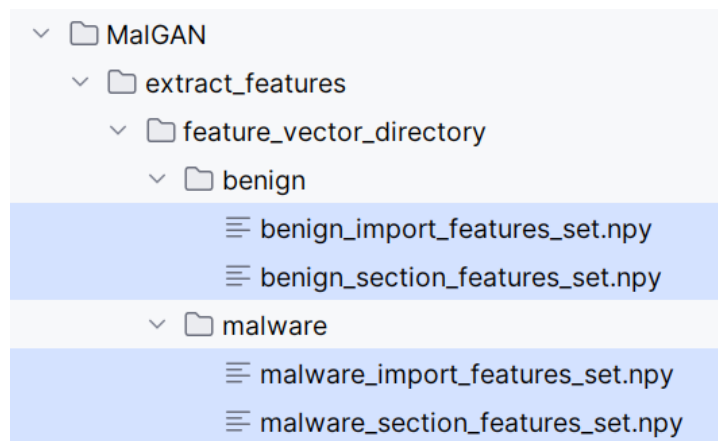 MalGAN
extract_features
feature_vector_directory
benign
benign_import_features_set.npy
benign_section_features_set.npy
malware
malware_import_features_set.npy
malware_section_features_set.npy